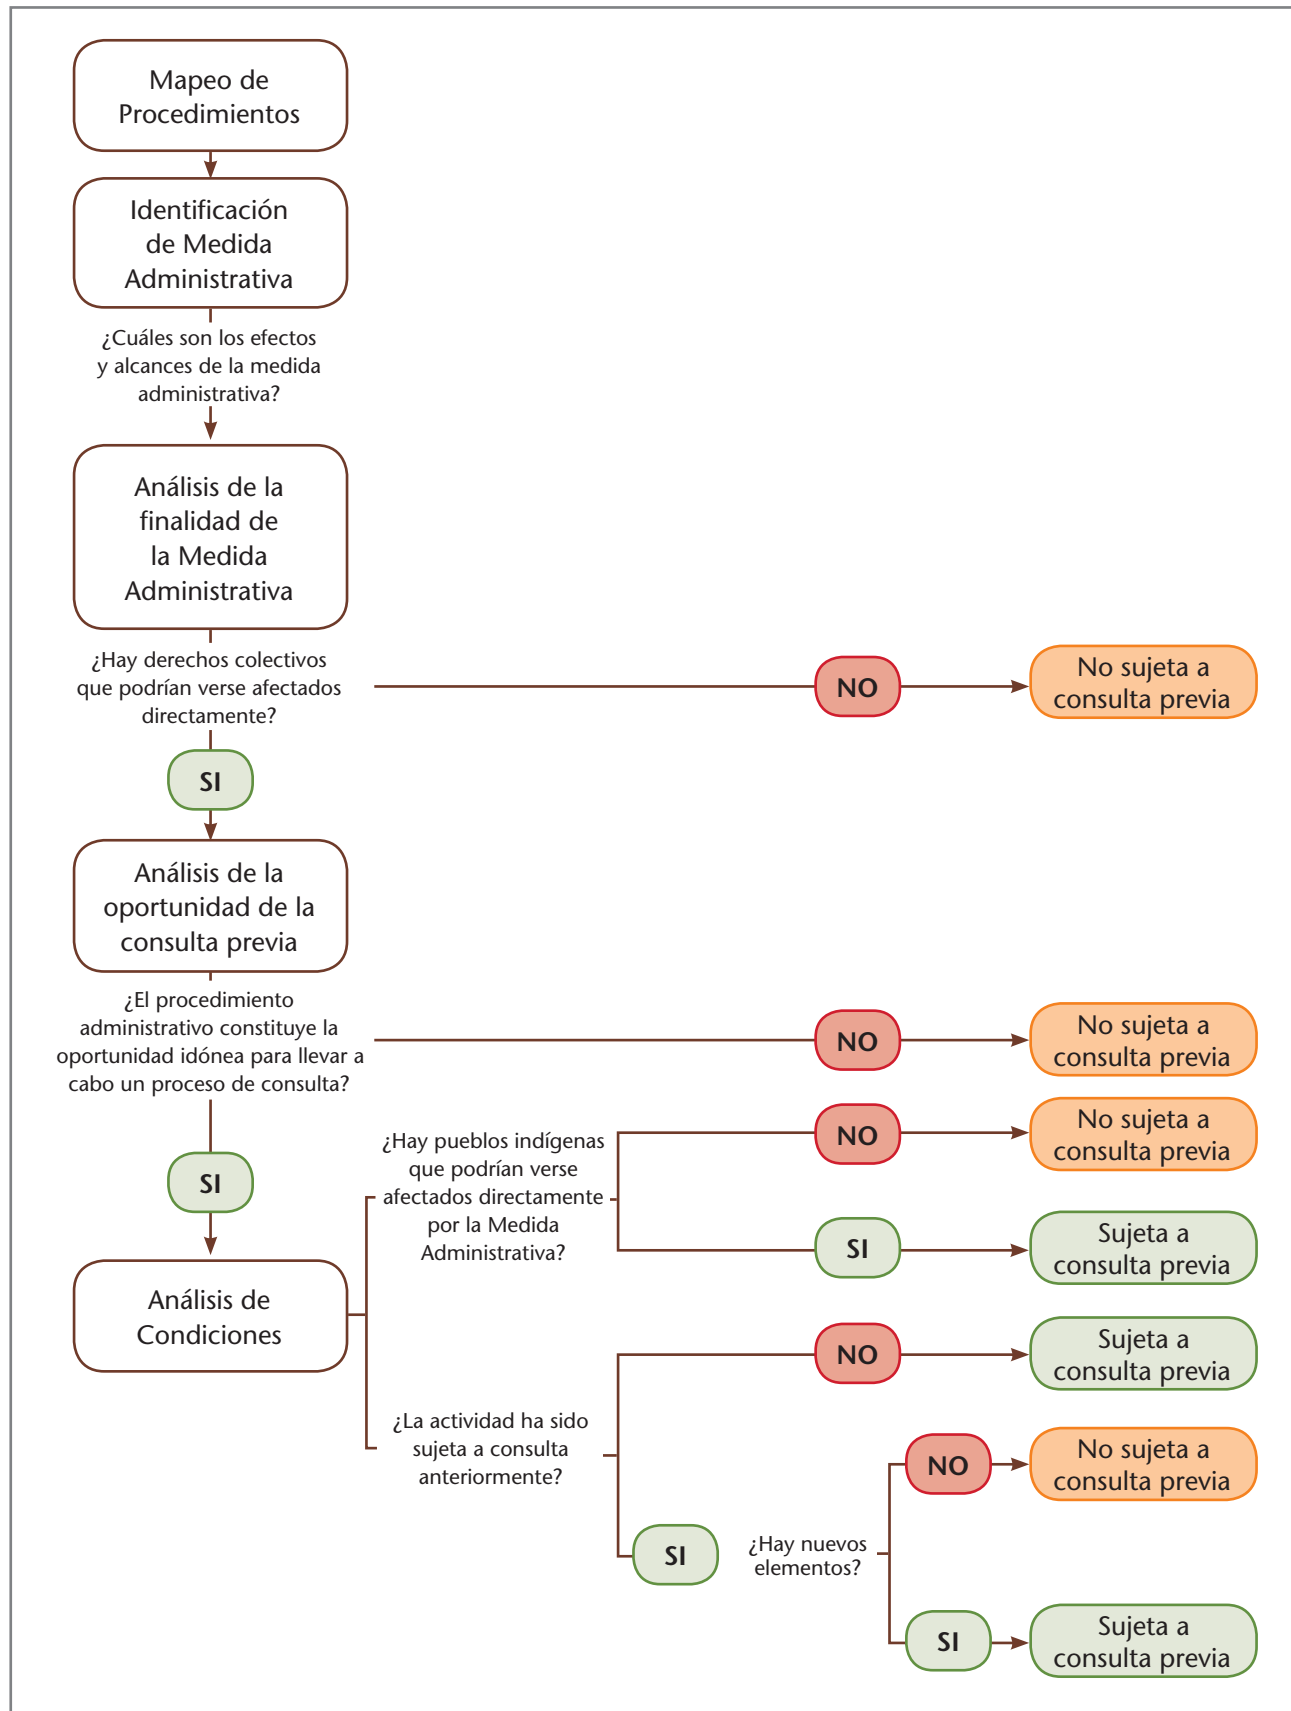 Mapeo de
Procedimientos
Identificación
de Medida
Administrativa
¿Cuáles son los efectos
y alcances de la medida
administrativa?
Análisis de la
finalidad de
la Medida
Administrativa
¿Hay derechos colectivos
que podrían verse afectados
directamente?
NO
No sujeta a
consulta previa
SI
Análisis de la
oportunidad de la
consulta previa
¿El procedimiento
administrativo constituye la
oportunidad idónea para llevar a
cabo un proceso de consulta?
NO
No sujeta a
consulta previa
SI
Análisis de
Condiciones
¿Hay pueblos indígenas
que podrían verse
afectados directamente
por la Medida
Administrativa?
NO
No sujeta a
consulta previa
SI
Sujeta a
consulta previa
¿La actividad ha sido
sujeta a consulta
anteriormente?
NO
Sujeta a
consulta previa
SI
¿Hay nuevos
elementos?
NO
No sujeta a
consulta previa
SI
Sujeta a
consulta previa